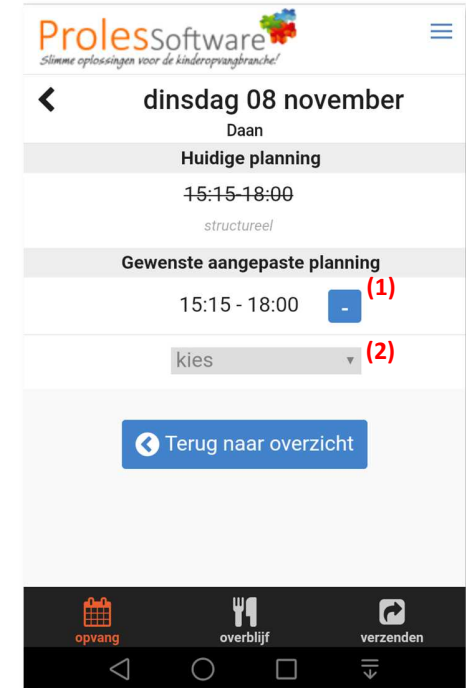 ProlesSoftware
Slimme oplossingen voor de kinderopvangbranche!
dinsdag 08 november
Daan
Huidige planning
15:15-18:00
structureel
Gewenste aangepaste planning
15:15 - 18:00 - (1)
kies (2)
Terug naar overzicht
opvang overblijf verzenden